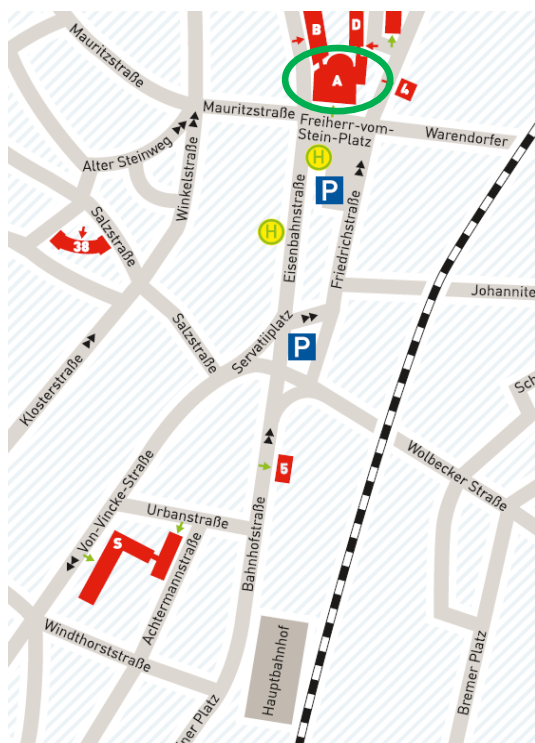 B
D
A
4
Mauritzstraße
Mauritzstraße
Freiherr-vom-
Stein-Platz
Warendorfer
Alter Steinweg
Winkelstraße
H
P
H
Eisenbahnstraße
Friedrichstraße
Salzstraße
38
Johannite
Salzstraße
Servatiiplatz
P
Klosterstraße
Sch
Wolbecker Straße
5
Von-Vincke-Straße
Urbanstraße
S
Bahnhofstraße
Achtermannstraße
Windthorststraße
Hauptbahnhof
Bremer Platz
iner Platz